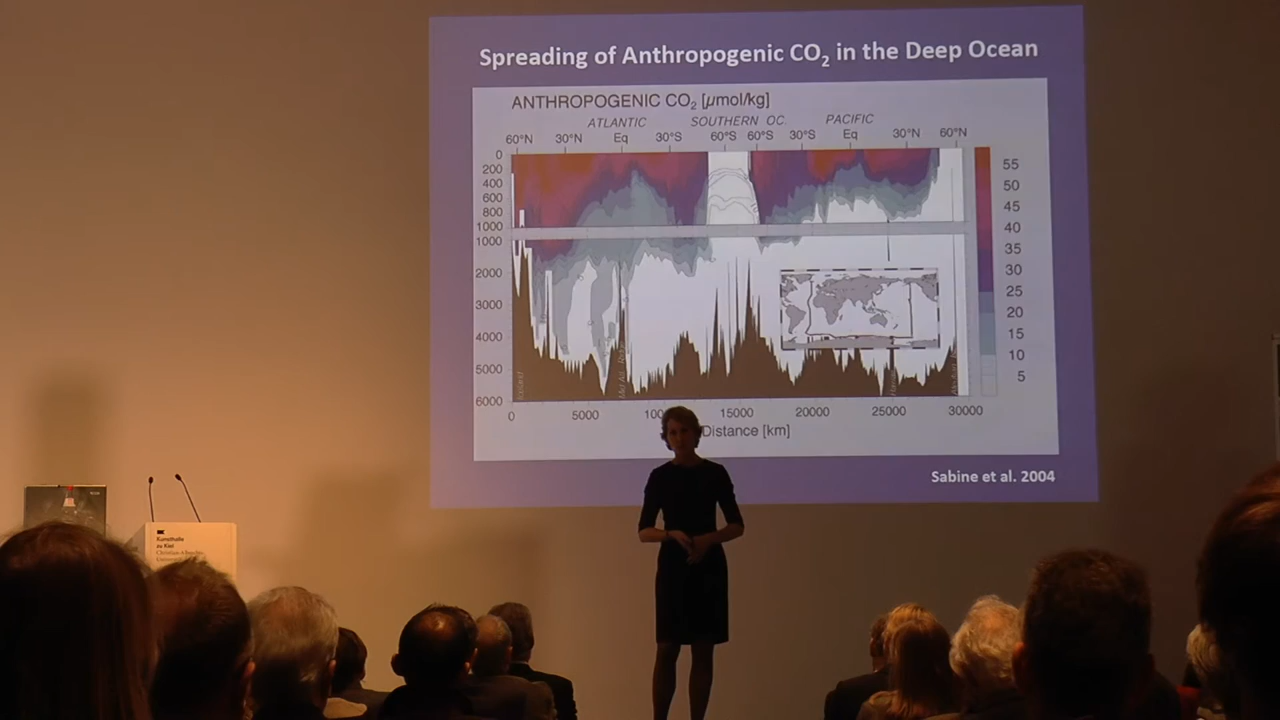 Spreading of Anthropogenic CO₂ in the Deep Ocean
ANTHROPOGENIC CO₂ [µmol/kg]
ATLANTIC SOUTHERN OC. PACIFIC
60°N 30°N Eq 30°S 60°S 60°S 30°S Eq 30°N 60°N
0
200
400
600
800
1000
1000
2000
3000
4000
5000
6000
55
50
45
40
35
30
25
20
15
10
5
0 5000 15000 20000 25000 30000
Distance [km]
Sabine et al. 2004
Kunsthalle
zu Kiel